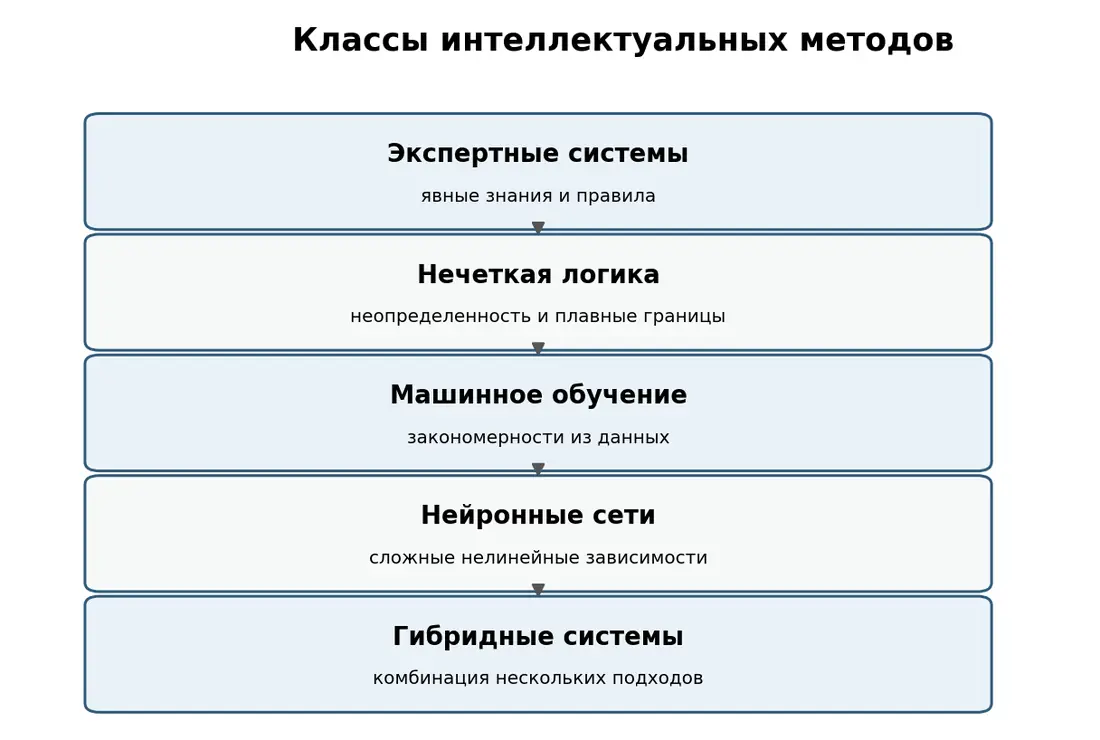 Классы интеллектуальных методов
Экспертные системы
явные знания и правила
Нечеткая логика
неопределенность и плавные границы
Машинное обучение
закономерности из данных
Нейронные сети
сложные нелинейные зависимости
Гибридные системы
комбинация нескольких подходов